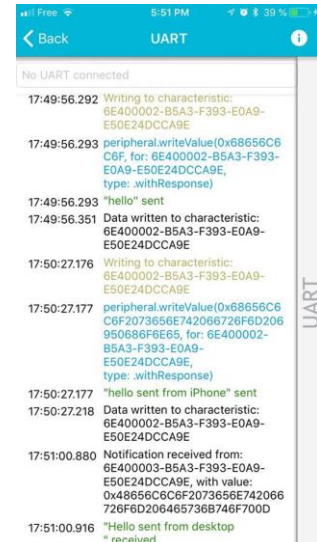 Free 5:51 PM 39 %
Back UART
No UART connected
17:49:56.292 Writing to characteristic:
6E400002-B5A3-F393-E0A9-
E50E24DCCA9E
17:49:56.293 peripheral.writeValue(0x68656C6
C6F, for: 6E400002-B5A3-F393-
E0A9-E50E24DCCA9E,
type: .withResponse)
17:49:56.293 "hello" sent
17:49:56.351 Data written to characteristic:
6E400002-B5A3-F393-E0A9-
E50E24DCCA9E
17:50:27.176 Writing to characteristic:
6E400002-B5A3-F393-E0A9-
E50E24DCCA9E
17:50:27.177 peripheral.writeValue(0x68656C6
C6F2073656E742066726F6D206
950686F6E65, for: 6E400002-
B5A3-F393-E0A9-
E50E24DCCA9E,
type: .withResponse)
17:50:27.177 "hello sent from iPhone" sent
17:50:27.218 Data written to characteristic:
6E400002-B5A3-F393-E0A9-
E50E24DCCA9E
17:51:00.880 Notification received from:
6E400003-B5A3-F393-E0A9-
E50E24DCCA9E, with value:
0x48656C6C6F2073656E742066
726F6D206465736B746F700D
17:51:00.916 "Hello sent from desktop
" received
UART